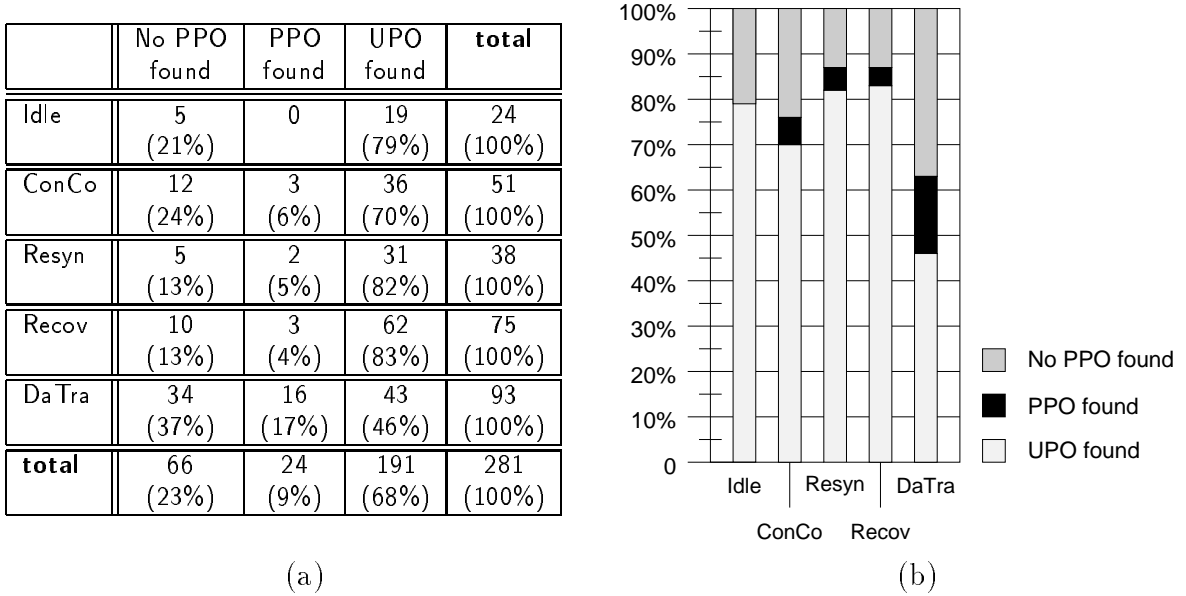 No PPO found PPO found UPO found total
Idle 5 (21%) 0 19 (79%) 24 (100%)
ConCo 12 (24%) 3 (6%) 36 (70%) 51 (100%)
Resyn 5 (13%) 2 (5%) 31 (82%) 38 (100%)
Recov 10 (13%) 3 (4%) 62 (83%) 75 (100%)
DaTra 34 (37%) 16 (17%) 43 (46%) 93 (100%)
total 66 (23%) 24 (9%) 191 (68%) 281 (100%)
(a)
100%
90%
80%
70%
60%
50%
40%
30%
20%
10%
0
Idle Resyn DaTra
ConCo Recov
No PPO found
PPO found
UPO found
(b)